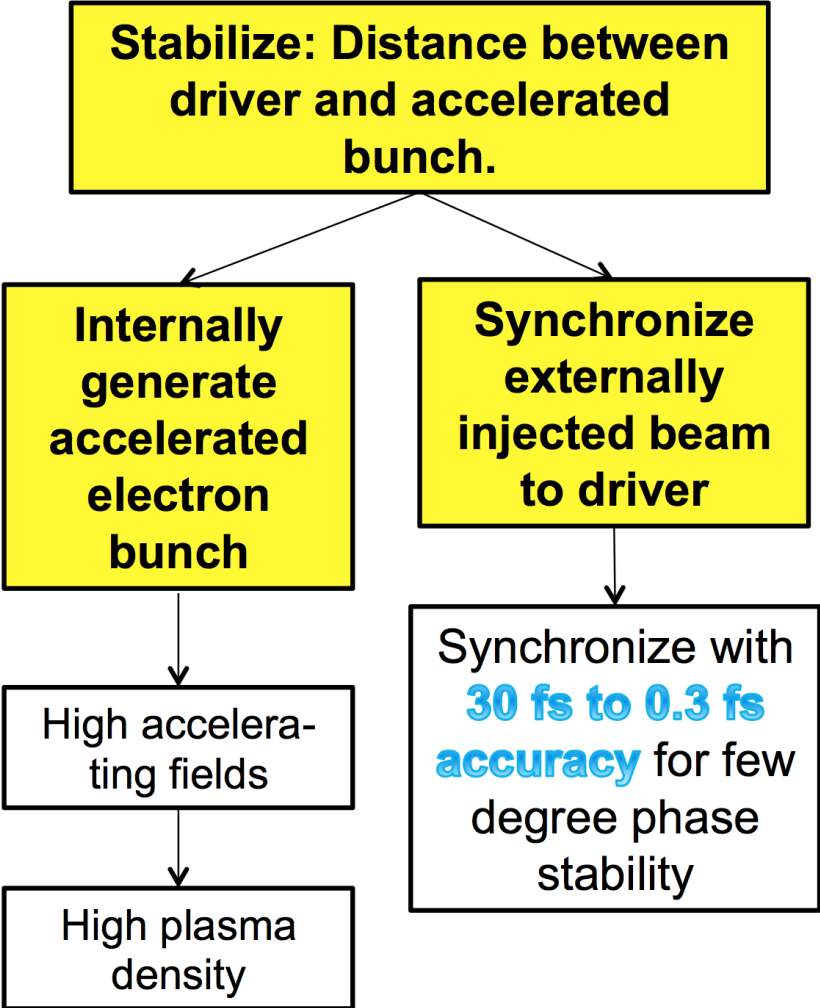 Stabilize: Distance between
driver and accelerated
bunch.
Internally
generate
accelerated
electron
bunch
Synchronize
externally
injected beam
to driver
High accelera-
ting fields
High plasma
density
Synchronize with
30 fs to 0.3 fs
accuracy for few
degree phase
stability